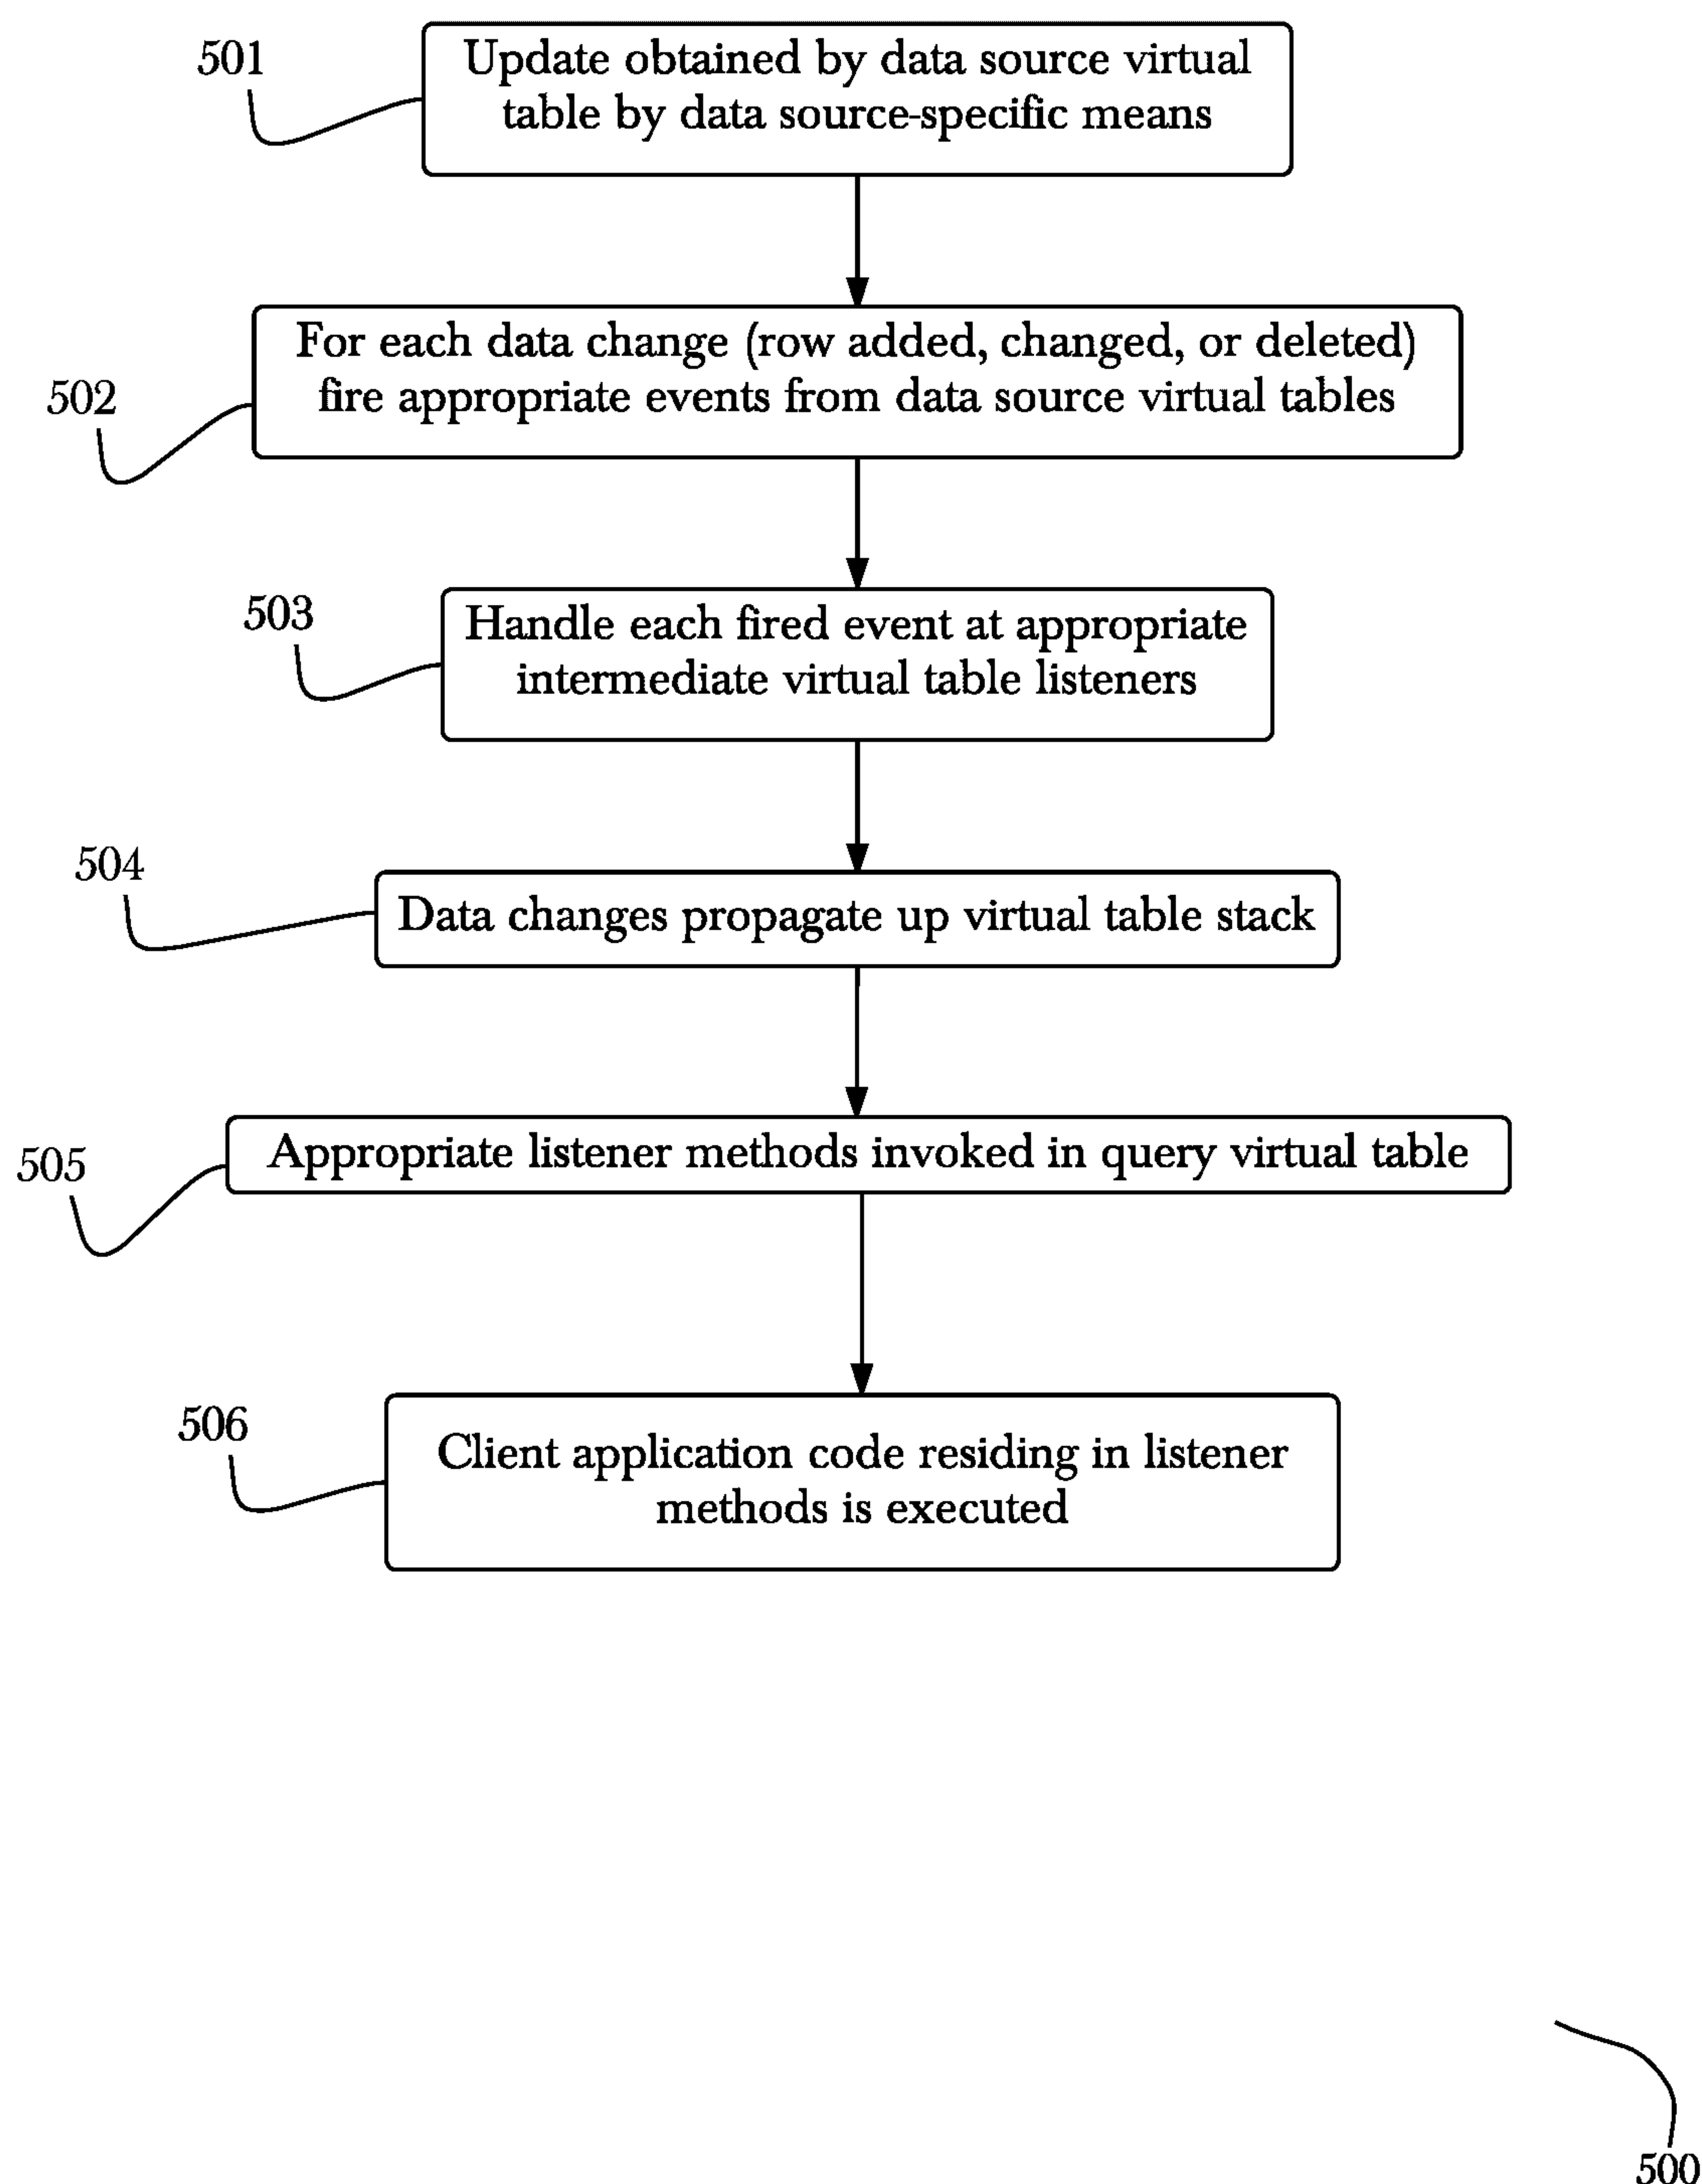 501
Update obtained by data source virtual
table by data source-specific means
For each data change (row added, changed, or deleted)
fire appropriate events from data source virtual tables
502
503
Handle each fired event at appropriate
intermediate virtual table listeners
504
Data changes propagate up virtual table stack
505
Appropriate listener methods invoked in query virtual table
506
Client application code residing in listener
methods is executed
500